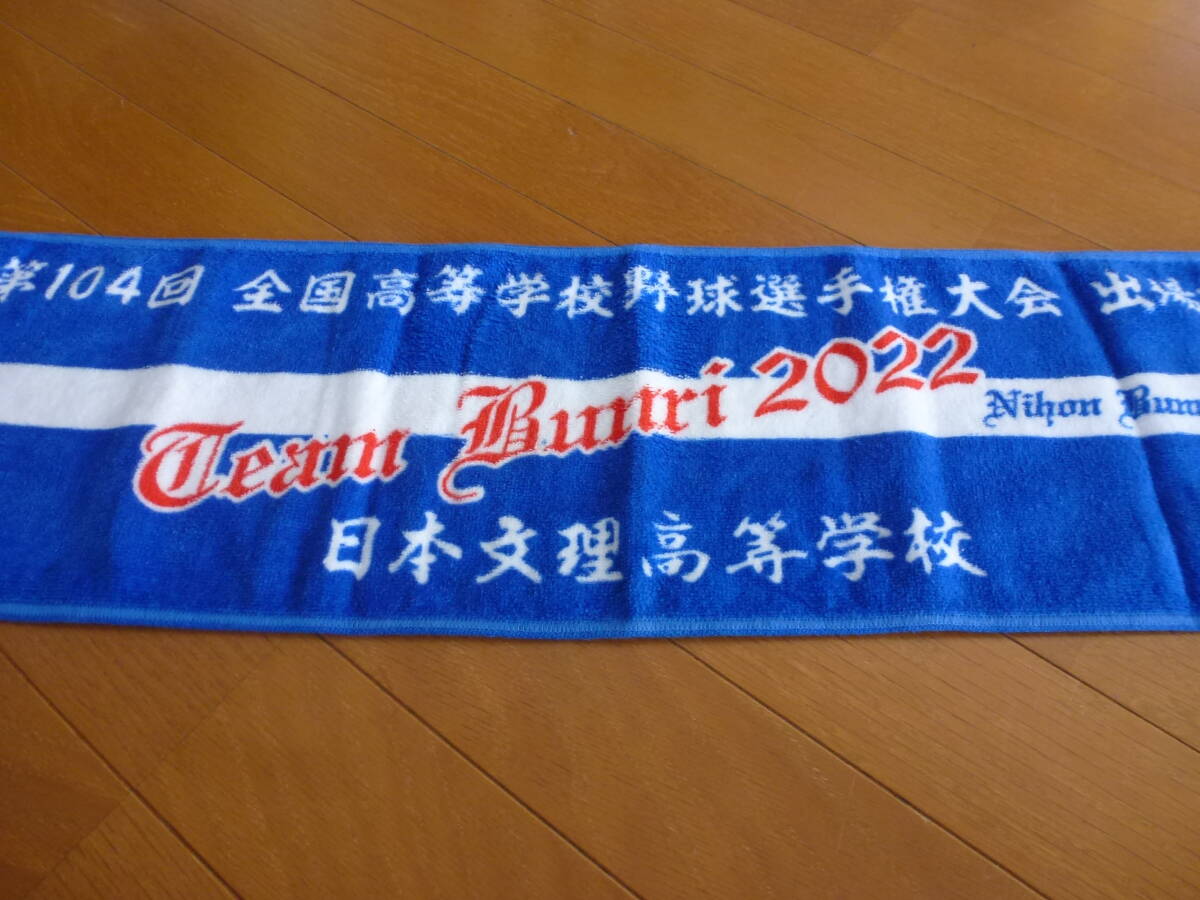 第104回 全国高等学校野球選手権大会 出場
Team Bunri 2022
Nihon
日本文理高等学校